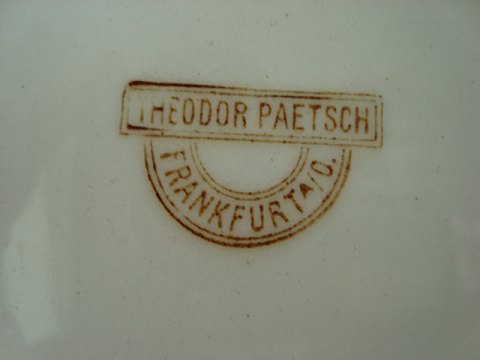 THEODOR PAETSCH
FRANKFURT A/O.